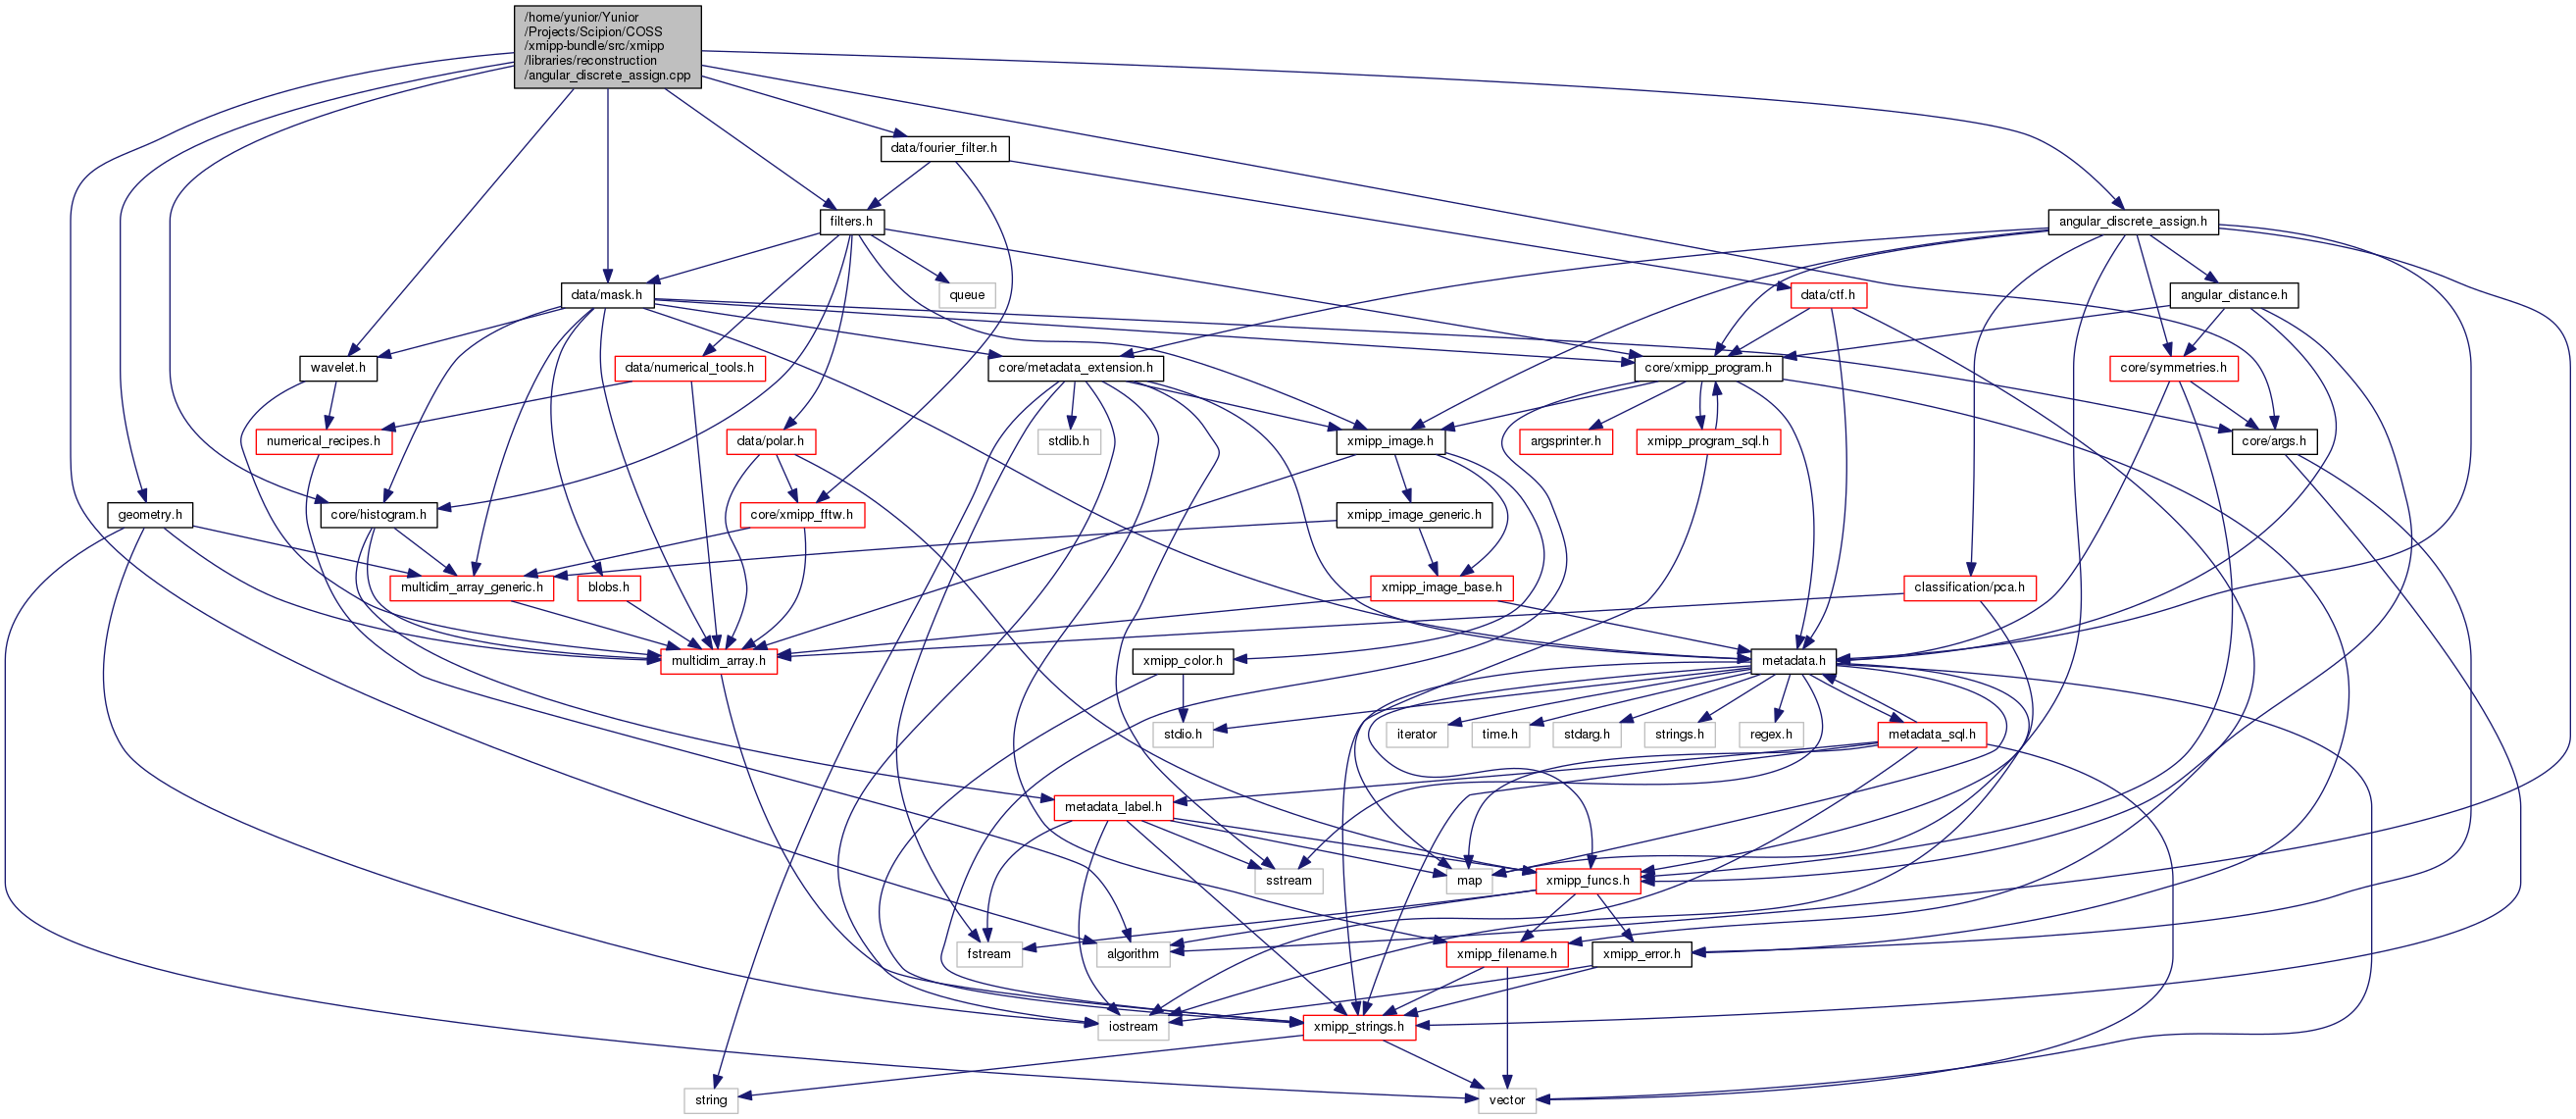 /home/yunior/Yunior
/Projects/Scipion/COSS
/xmipp-bundle/src/xmipp
/libraries/reconstruction
/angular_discrete_assign.cpp
data/fourier_filter.h
filters.h
angular_discrete_assign.h
data/mask.h
queue
data/ctf.h
angular_distance.h
wavelet.h
data/numerical_tools.h
core/metadata_extension.h
core/xmipp_program.h
core/symmetries.h
numerical_recipes.h
data/polar.h
stdlib.h
xmipp_image.h
argsprinter.h
xmipp_program_sql.h
core/args.h
geometry.h
core/histogram.h
core/xmipp_fftw.h
xmipp_image_generic.h
multidim_array_generic.h
blobs.h
xmipp_image_base.h
classification/pca.h
multidim_array.h
xmipp_color.h
metadata.h
stdio.h
iterator
time.h
stdarg.h
strings.h
regex.h
metadata_sql.h
metadata_label.h
sstream
map
xmipp_funcs.h
fstream
algorithm
xmipp_filename.h
xmipp_error.h
iostream
xmipp_strings.h
string
vector